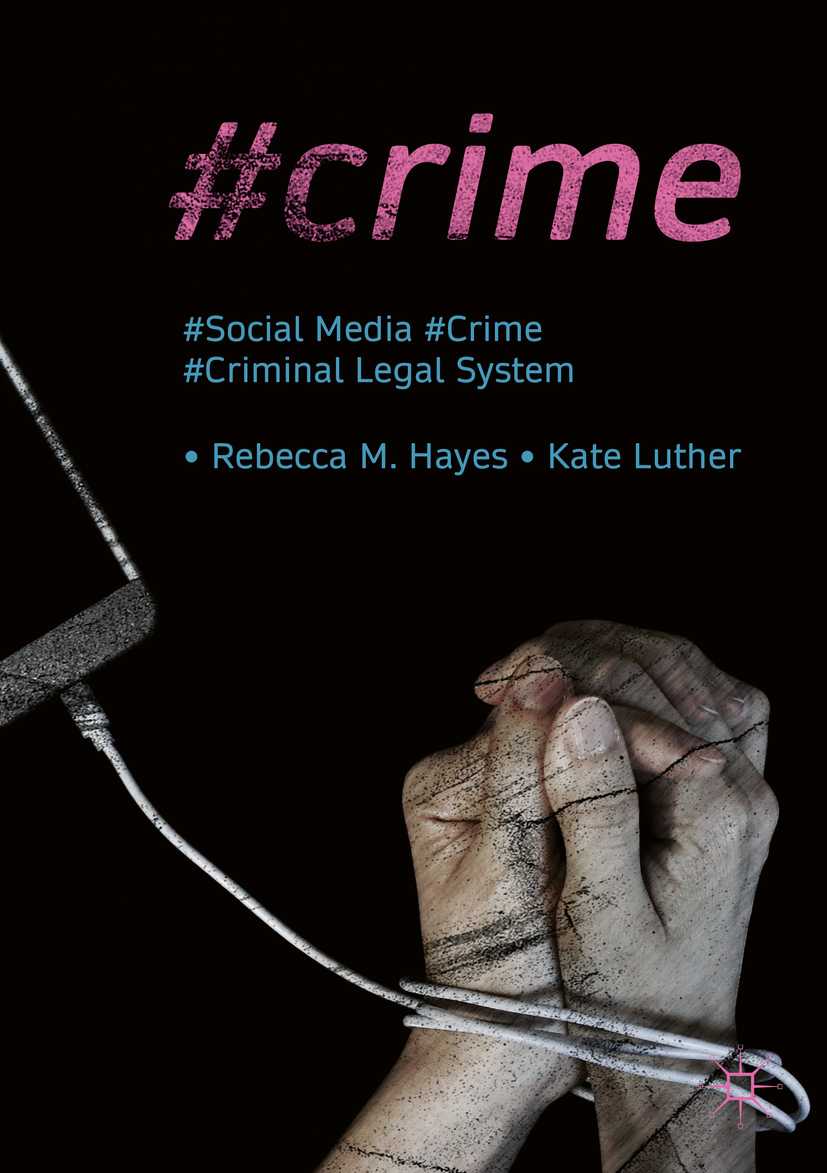 #crime
#Social Media #Crime
#Criminal Legal System
• Rebecca M. Hayes • Kate Luther